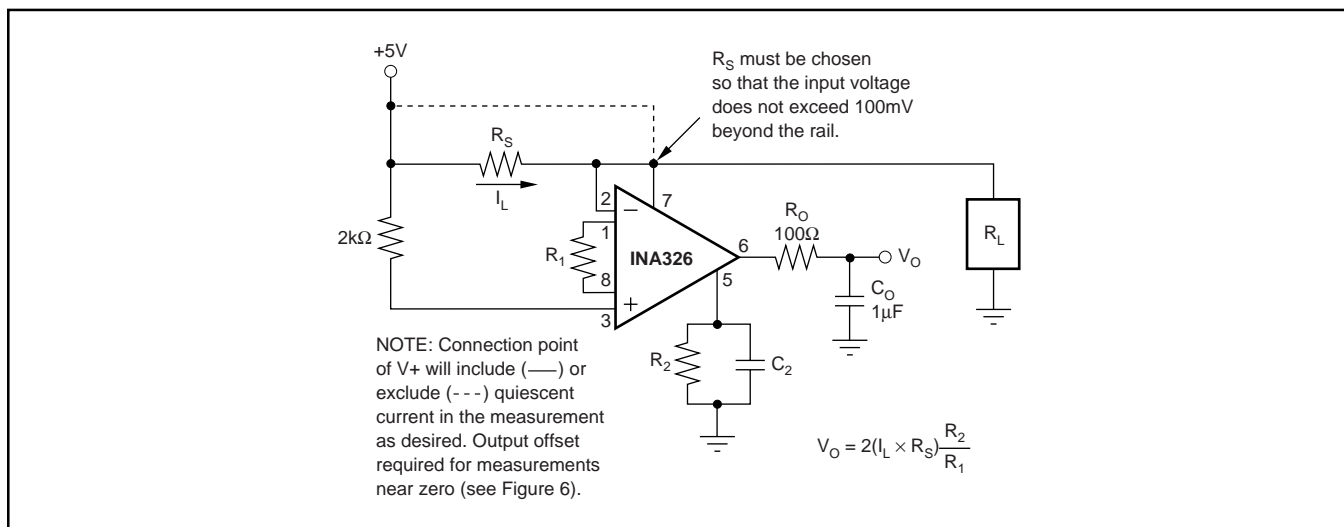 +5V
R_S must be chosen
so that the input voltage
does not exceed 100mV
beyond the rail.
R_S
I_L
2kΩ
2
7
−
1
R_1
INA326
8
+
3
6
5
R_O
100Ω
V_O
C_O
1µF
R_L
R_2
C_2
NOTE: Connection point
of V+ will include (—) or
exclude (- - -) quiescent
current in the measurement
as desired. Output offset
required for measurements
near zero (see Figure 6).
V_O = 2(I_L × R_S) R_2/R_1